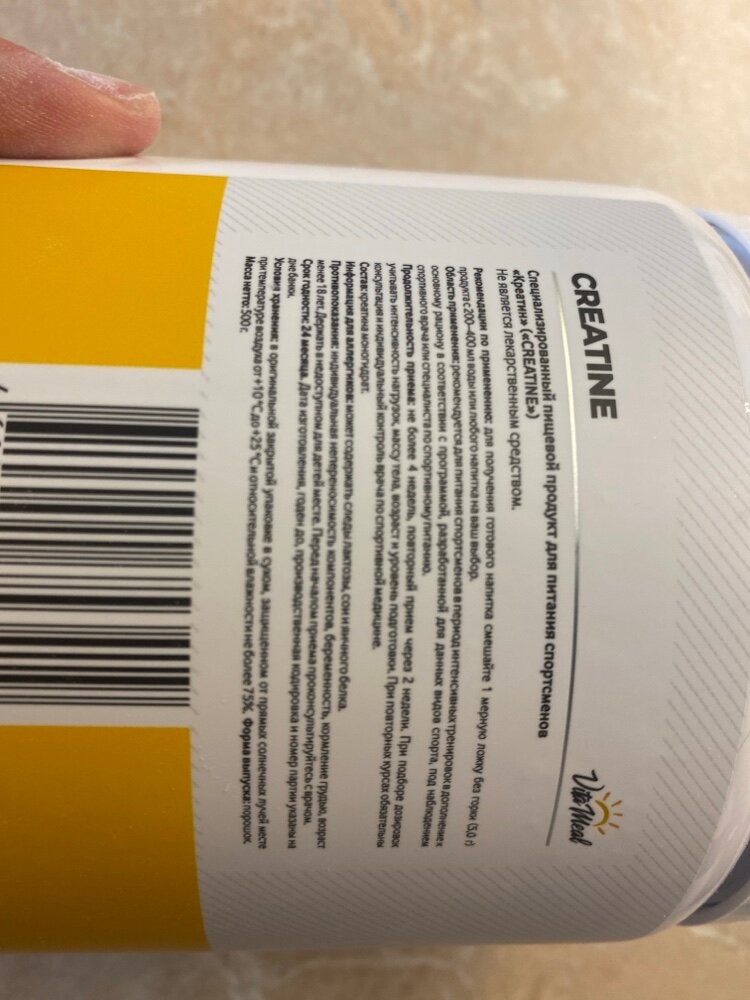 CREATINE
Vita Meal
Специализированный пищевой продукт для питания спортсменов
«Креатин» («CREATINE»)
Не является лекарственным средством.
Рекомендации по применению: для получения готового напитка смешайте 1 мерную ложку без горки (5,0 г)
продукта с 200–400 мл воды или любого напитка на ваш выбор.
Область применения: рекомендуется для питания спортсменов в период интенсивных тренировок в дополнение к
основному рациону в соответствии с программой, разработанной для данных видов спорта, под наблюдением
спортивного врача или специалиста по спортивному питанию.
Продолжительность приема: не более 4 недель, повторный прием через 2 недели. При подборе дозировок
учитывать интенсивность нагрузок, массу тела, возраст и уровень подготовки. При повторных курсах обязательны
консультация и индивидуальный контроль врача по спортивной медицине.
Состав: креатина моногидрат.
Информация для аллергиков: может содержать следы лактозы, сои и яичного белка.
Противопоказания: индивидуальная непереносимость компонентов, беременность, кормление грудью, возраст
менее 18 лет. Держать в недоступном для детей месте. Перед началом приема проконсультируйтесь с врачом.
Срок годности: 24 месяца. Дата изготовления, годен до, производственная кодировка и номер партии указаны на
дне банки.
Условия хранения: в оригинальной закрытой упаковке в сухом, защищенном от прямых солнечных лучей месте
при температуре воздуха от +10 °C до +25 °C и относительной влажности не более 75%. Форма выпуска: порошок.
Масса нетто: 500 г.